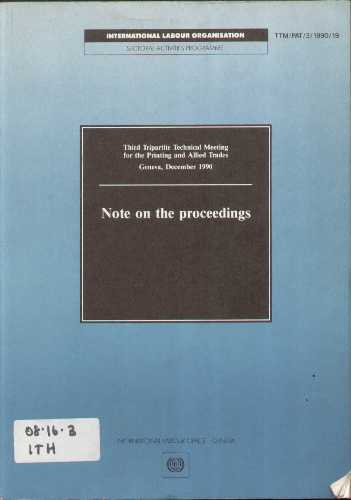 INTERNATIONAL LABOUR ORGANISATION
SECTORAL ACTIVITIES PROGRAMME
TTM/PAT/3/1990/19
Third Tripartite Technical Meeting
for the Printing and Allied Trades
Geneva, December 1990
Note on the proceedings
08·16·3
ITH
INTERNATIONAL LABOUR OFFICE GENEVA